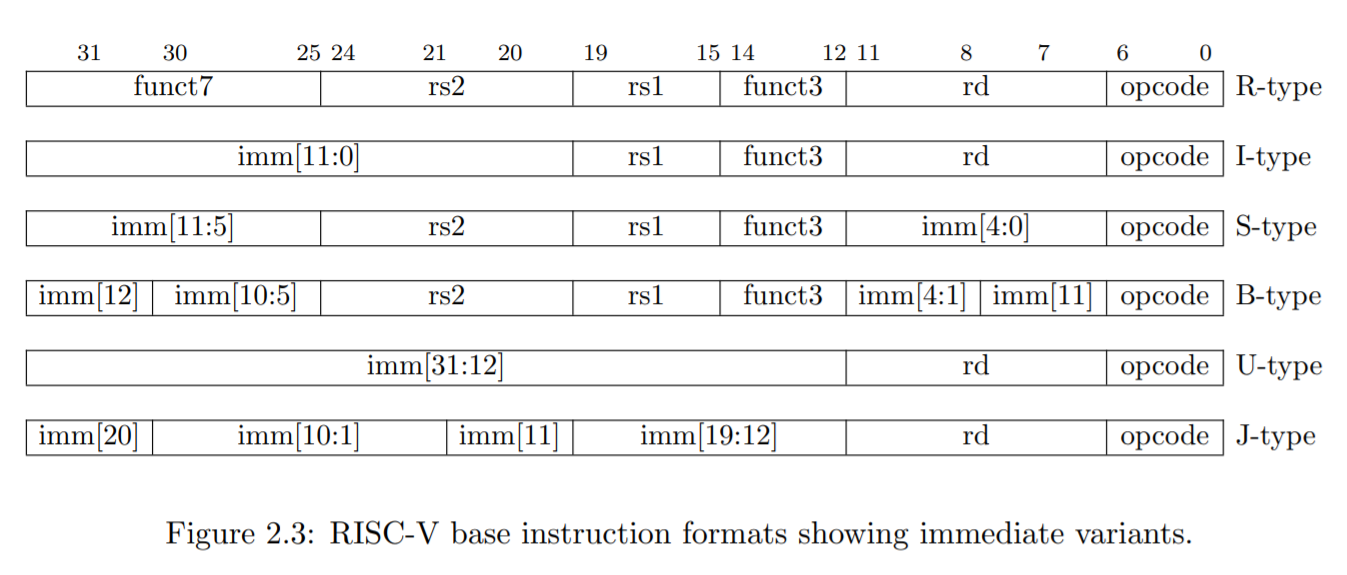 31 30 25 24 21 20 19 15 14 12 11 8 7 6 0
funct7 rs2 rs1 funct3 rd opcode R-type
imm[11:0] rs1 funct3 rd opcode I-type
imm[11:5] rs2 rs1 funct3 imm[4:0] opcode S-type
imm[12] imm[10:5] rs2 rs1 funct3 imm[4:1] imm[11] opcode B-type
imm[31:12] rd opcode U-type
imm[20] imm[10:1] imm[11] imm[19:12] rd opcode J-type
Figure 2.3: RISC-V base instruction formats showing immediate variants.